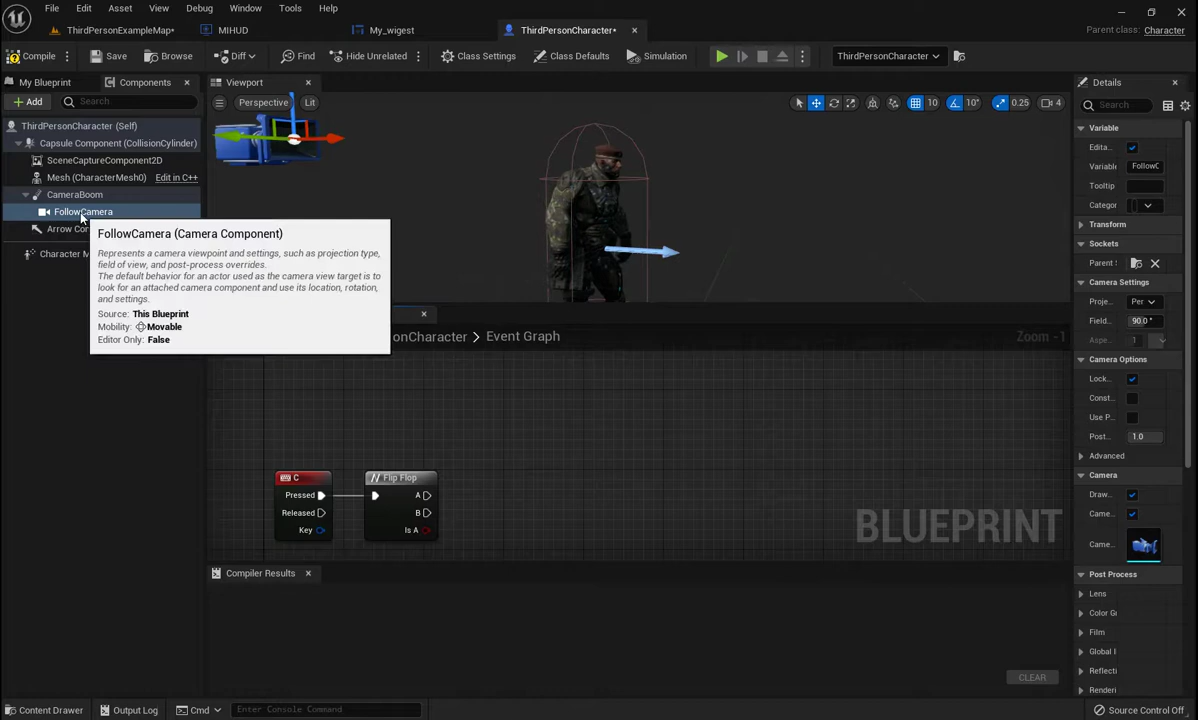 File Edit Asset View Debug Window Tools Help
ThirdPersonExampleMap•
MIHUD
My_wigest
ThirdPersonCharacter•
Parent class: Character
Compile
Save
Browse
Diff
Find
Hide Unrelated
Class Settings
Class Defaults
Simulation
ThirdPersonCharacter
My Blueprint
Components
Viewport
Details
Add
Search
Perspective
Lit
10
10°
0.25
4
Search
ThirdPersonCharacter (Self)
Capsule Component (CollisionCylinder)
SceneCaptureComponent2D
Mesh (CharacterMesh0) Edit in C++
CameraBoom
FollowCamera
Arrow Con
Character M
FollowCamera (Camera Component)
Represents a camera viewpoint and settings, such as projection type,
field of view, and post-process overrides.
The default behavior for an actor used as the camera view target is to
look for an attached camera component and use its location, rotation,
and settings.
Source: This Blueprint
Mobility: Movable
Editor Only: False
onCharacter > Event Graph
Zoom -1
C
Pressed
Released
Key
Flip Flop
A
B
Is A
BLUEPRINT
Compiler Results
CLEAR
Variable
Edita..
Variable FollowC
Tooltip
Categor
Transform
Sockets
Parent S
Camera Settings
Proje.. Per
Field 90.0 °
Aspe.. 1
Camera Options
Lock..
Const..
Use P
Post.. 1.0
Advanced
Camera
Draw..
Came..
Came..
Post Process
Lens
Color Gr
Film
Global I
Reflecti
Renderi
Content Drawer
Output Log
Cmd
Enter Console Command
Source Control Off